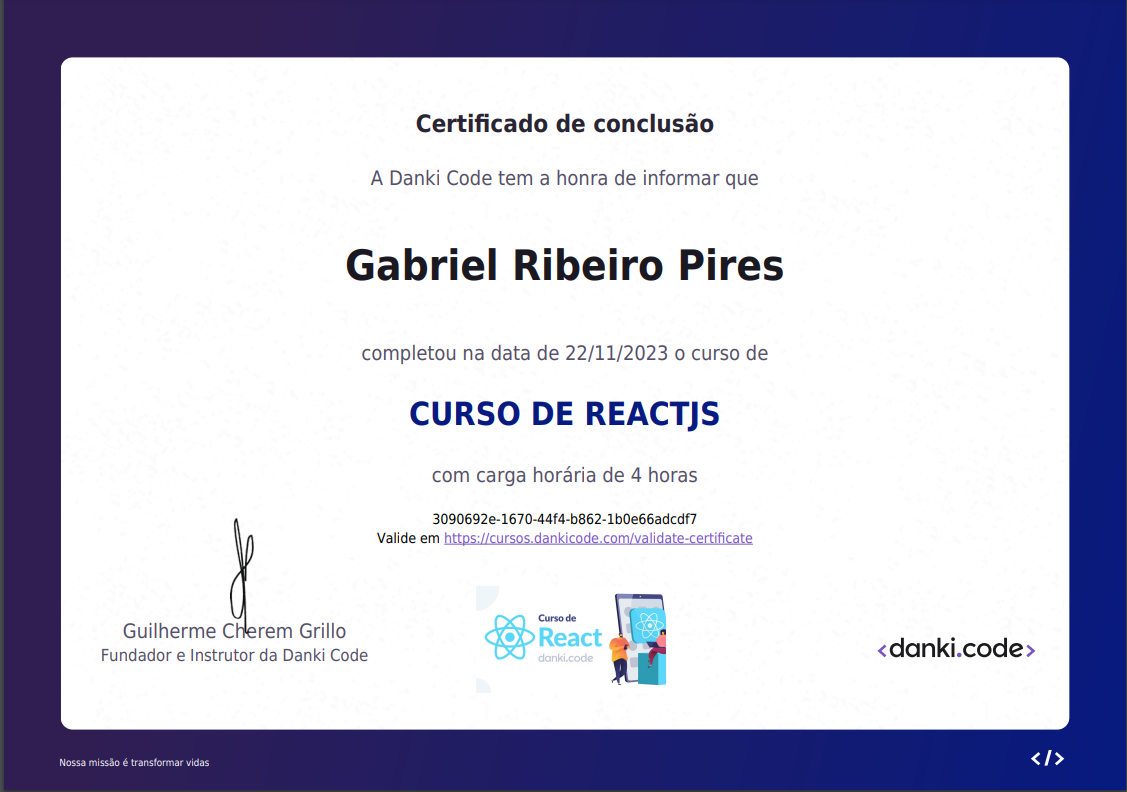 Certificado de conclusão
A Danki Code tem a honra de informar que
Gabriel Ribeiro Pires
completou na data de 22/11/2023 o curso de
CURSO DE REACTJS
com carga horária de 4 horas
3090692e-1670-44f4-b862-1b0e66adcdf7
Valide em https://cursos.dankicode.com/validate-certificate
Guilherme Cherem Grillo
Fundador e Instrutor da Danki Code
Curso de
React
danki.code
<danki.code>
Nossa missão é transformar vidas
</>